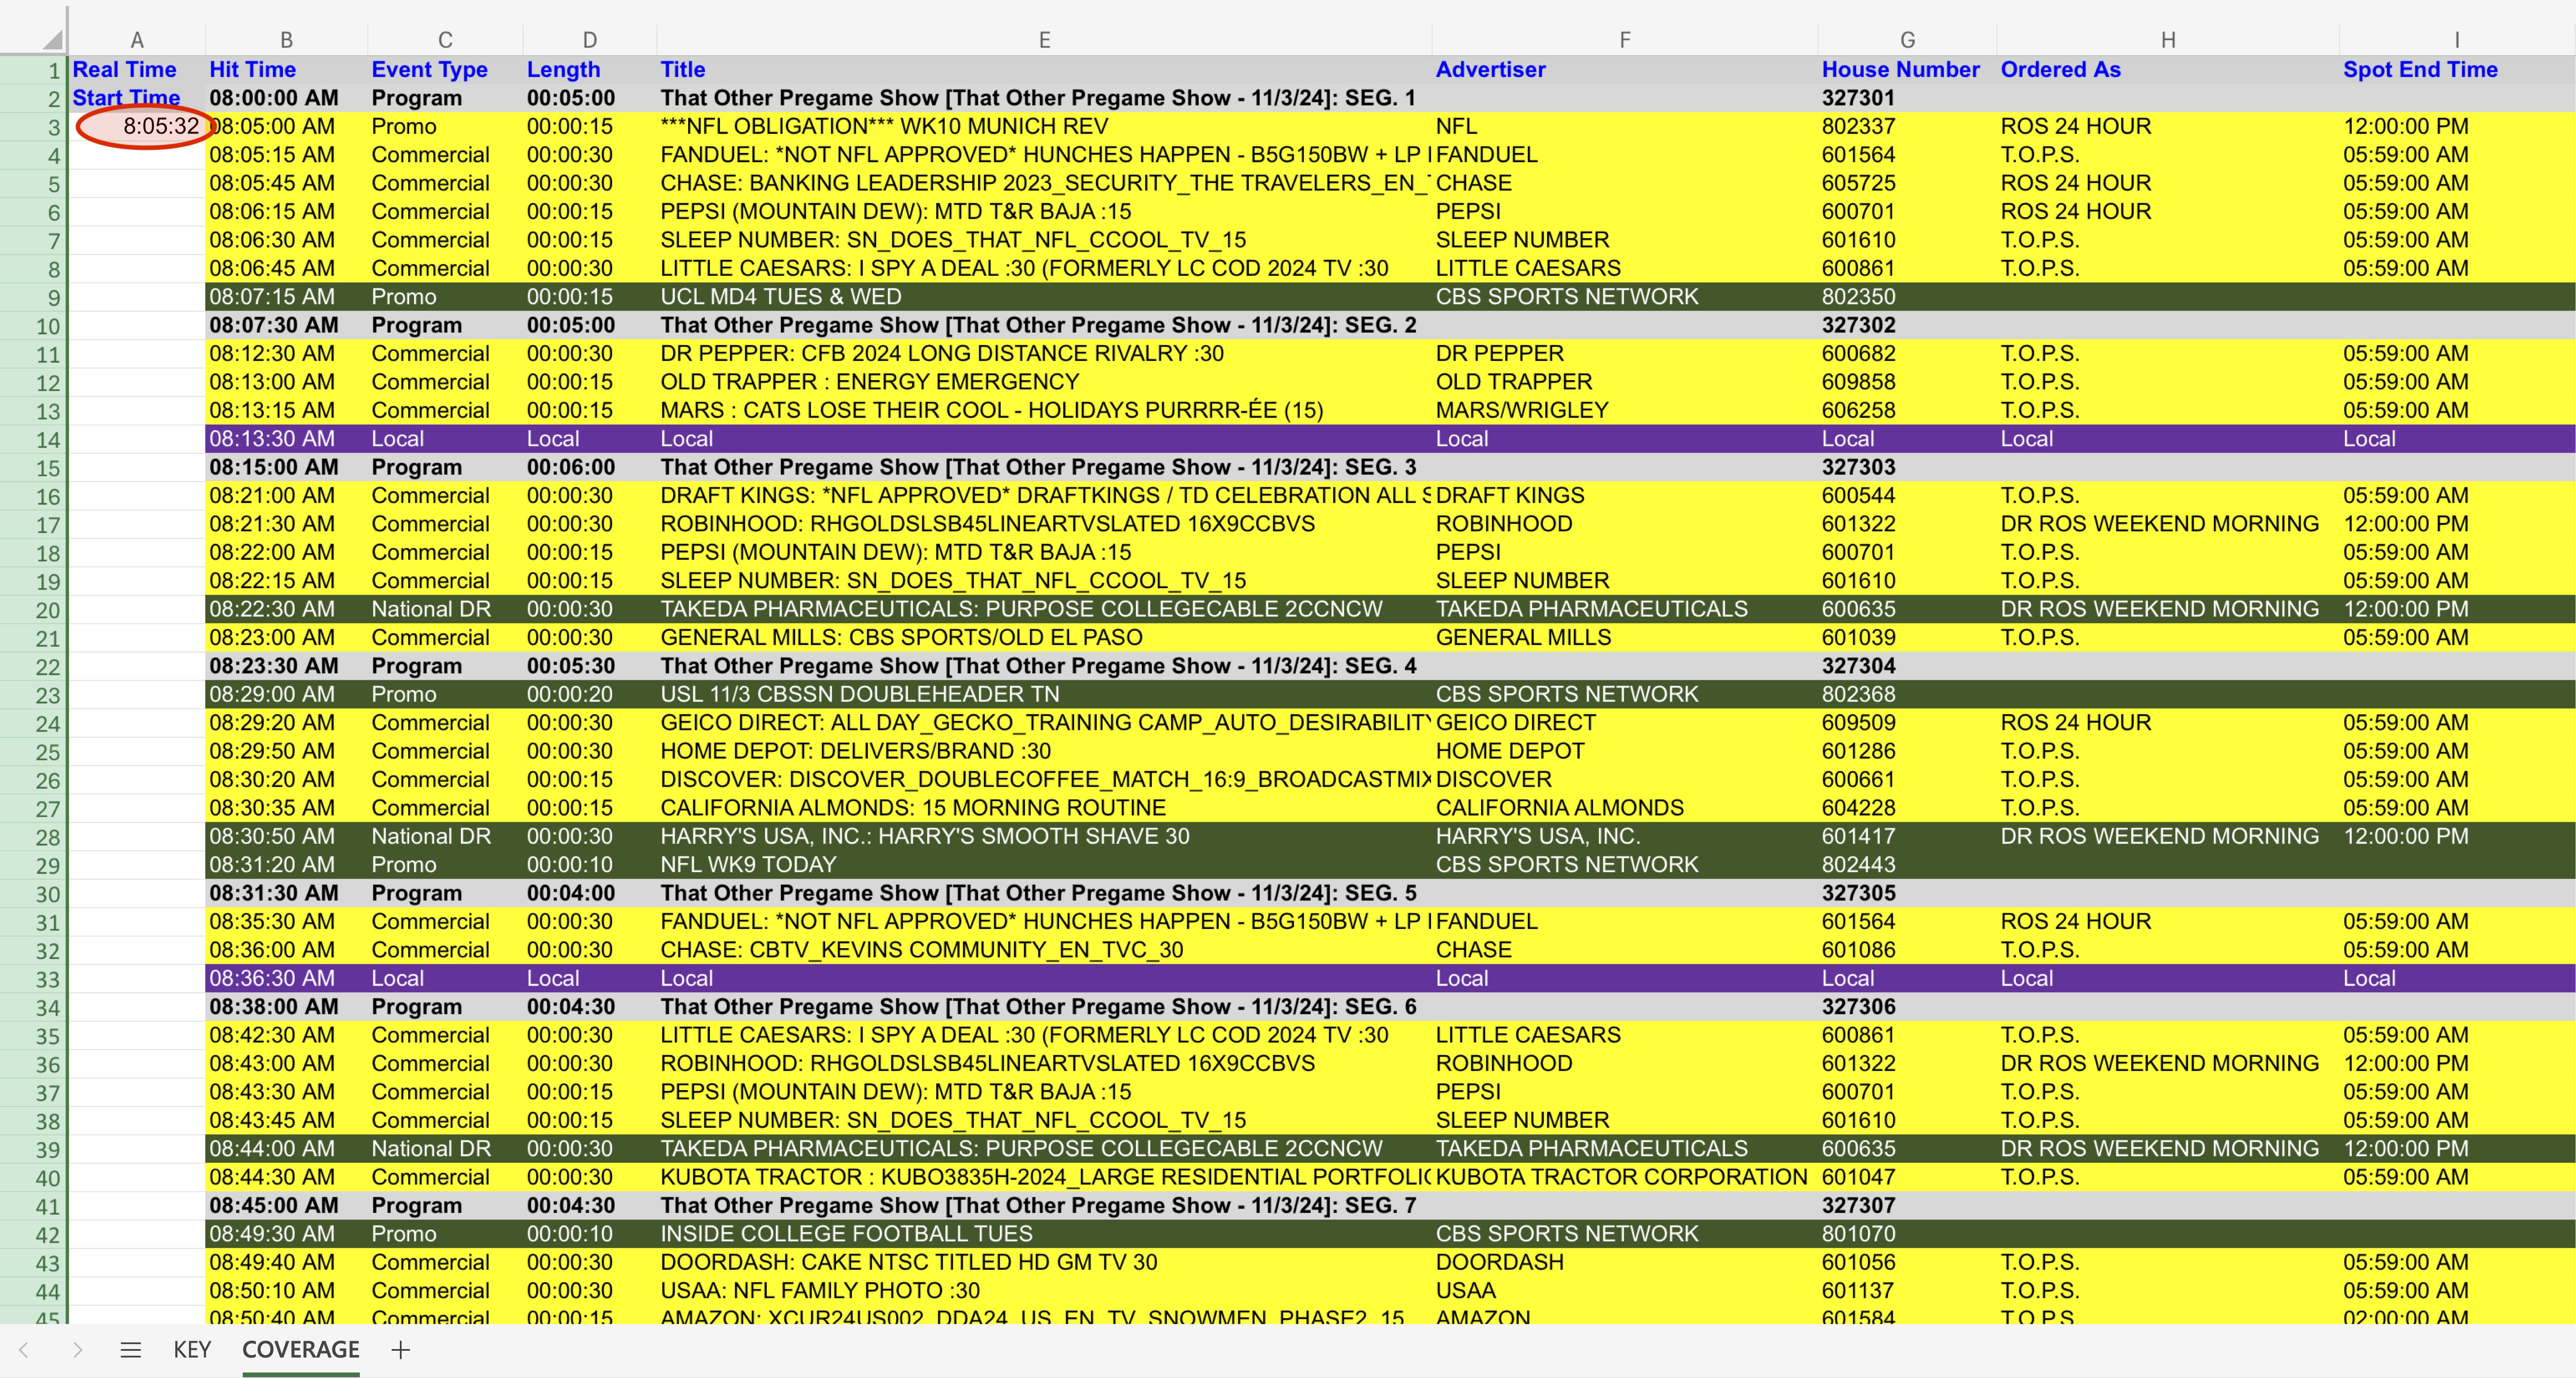 A B C D E F G H I
1 Real Time Hit Time Event Type Length Title Advertiser House Number Ordered As Spot End Time
2 Start Time 08:00:00 AM Program 00:05:00 That Other Pregame Show [That Other Pregame Show - 11/3/24]: SEG. 1 327301
3 8:05:32 08:05:00 AM Promo 00:00:15 ***NFL OBLIGATION*** WK10 MUNICH REV NFL 802337 ROS 24 HOUR 12:00:00 PM
4 08:05:15 AM Commercial 00:00:30 FANDUEL: *NOT NFL APPROVED* HUNCHES HAPPEN - B5G150BW + LP FANDUEL 601564 T.O.P.S. 05:59:00 AM
5 08:05:45 AM Commercial 00:00:30 CHASE: BANKING LEADERSHIP 2023_SECURITY_THE TRAVELERS_EN_ CHASE 605725 ROS 24 HOUR 05:59:00 AM
6 08:06:15 AM Commercial 00:00:15 PEPSI (MOUNTAIN DEW): MTD T&R BAJA :15 PEPSI 600701 ROS 24 HOUR 05:59:00 AM
7 08:06:30 AM Commercial 00:00:15 SLEEP NUMBER: SN_DOES_THAT_NFL_CCOOL_TV_15 SLEEP NUMBER 601610 T.O.P.S. 05:59:00 AM
8 08:06:45 AM Commercial 00:00:30 LITTLE CAESARS: I SPY A DEAL :30 (FORMERLY LC COD 2024 TV :30 LITTLE CAESARS 600861 T.O.P.S. 05:59:00 AM
9 08:07:15 AM Promo 00:00:15 UCL MD4 TUES & WED CBS SPORTS NETWORK 802350
10 08:07:30 AM Program 00:05:00 That Other Pregame Show [That Other Pregame Show - 11/3/24]: SEG. 2 327302
11 08:12:30 AM Commercial 00:00:30 DR PEPPER: CFB 2024 LONG DISTANCE RIVALRY :30 DR PEPPER 600682 T.O.P.S. 05:59:00 AM
12 08:13:00 AM Commercial 00:00:15 OLD TRAPPER : ENERGY EMERGENCY OLD TRAPPER 609858 T.O.P.S. 05:59:00 AM
13 08:13:15 AM Commercial 00:00:15 MARS : CATS LOSE THEIR COOL - HOLIDAYS PURRRR-ÉE (15) MARS/WRIGLEY 606258 T.O.P.S. 05:59:00 AM
14 08:13:30 AM Local Local Local Local Local Local Local
15 08:15:00 AM Program 00:06:00 That Other Pregame Show [That Other Pregame Show - 11/3/24]: SEG. 3 327303
16 08:21:00 AM Commercial 00:00:30 DRAFT KINGS: *NFL APPROVED* DRAFTKINGS / TD CELEBRATION ALL S DRAFT KINGS 600544 T.O.P.S. 05:59:00 AM
17 08:21:30 AM Commercial 00:00:30 ROBINHOOD: RHGOLDSLSB45LINEARTVSLATED 16X9CCBVS ROBINHOOD 601322 DR ROS WEEKEND MORNING 12:00:00 PM
18 08:22:00 AM Commercial 00:00:15 PEPSI (MOUNTAIN DEW): MTD T&R BAJA :15 PEPSI 600701 T.O.P.S. 05:59:00 AM
19 08:22:15 AM Commercial 00:00:15 SLEEP NUMBER: SN_DOES_THAT_NFL_CCOOL_TV_15 SLEEP NUMBER 601610 T.O.P.S. 05:59:00 AM
20 08:22:30 AM National DR 00:00:30 TAKEDA PHARMACEUTICALS: PURPOSE COLLEGECABLE 2CCNCW TAKEDA PHARMACEUTICALS 600635 DR ROS WEEKEND MORNING 12:00:00 PM
21 08:23:00 AM Commercial 00:00:30 GENERAL MILLS: CBS SPORTS/OLD EL PASO GENERAL MILLS 601039 T.O.P.S. 05:59:00 AM
22 08:23:30 AM Program 00:05:30 That Other Pregame Show [That Other Pregame Show - 11/3/24]: SEG. 4 327304
23 08:29:00 AM Promo 00:00:20 USL 11/3 CBSSN DOUBLEHEADER TN CBS SPORTS NETWORK 802368
24 08:29:20 AM Commercial 00:00:30 GEICO DIRECT: ALL DAY_GECKO_TRAINING CAMP_AUTO_DESIRABILITY GEICO DIRECT 609509 ROS 24 HOUR 05:59:00 AM
25 08:29:50 AM Commercial 00:00:30 HOME DEPOT: DELIVERS/BRAND :30 HOME DEPOT 601286 T.O.P.S. 05:59:00 AM
26 08:30:20 AM Commercial 00:00:15 DISCOVER: DISCOVER_DOUBLECOFFEE_MATCH_16:9_BROADCASTMIX DISCOVER 600661 T.O.P.S. 05:59:00 AM
27 08:30:35 AM Commercial 00:00:15 CALIFORNIA ALMONDS: 15 MORNING ROUTINE CALIFORNIA ALMONDS 604228 T.O.P.S. 05:59:00 AM
28 08:30:50 AM National DR 00:00:30 HARRY'S USA, INC.: HARRY'S SMOOTH SHAVE 30 HARRY'S USA, INC. 601417 DR ROS WEEKEND MORNING 12:00:00 PM
29 08:31:20 AM Promo 00:00:10 NFL WK9 TODAY CBS SPORTS NETWORK 802443
30 08:31:30 AM Program 00:04:00 That Other Pregame Show [That Other Pregame Show - 11/3/24]: SEG. 5 327305
31 08:35:30 AM Commercial 00:00:30 FANDUEL: *NOT NFL APPROVED* HUNCHES HAPPEN - B5G150BW + LP FANDUEL 601564 ROS 24 HOUR 05:59:00 AM
32 08:36:00 AM Commercial 00:00:30 CHASE: CBTV_KEVINS COMMUNITY_EN_TVC_30 CHASE 601086 T.O.P.S. 05:59:00 AM
33 08:36:30 AM Local Local Local Local Local Local Local
34 08:38:00 AM Program 00:04:30 That Other Pregame Show [That Other Pregame Show - 11/3/24]: SEG. 6 327306
35 08:42:30 AM Commercial 00:00:30 LITTLE CAESARS: I SPY A DEAL :30 (FORMERLY LC COD 2024 TV :30 LITTLE CAESARS 600861 T.O.P.S. 05:59:00 AM
36 08:43:00 AM Commercial 00:00:30 ROBINHOOD: RHGOLDSLSB45LINEARTVSLATED 16X9CCBVS ROBINHOOD 601322 DR ROS WEEKEND MORNING 12:00:00 PM
37 08:43:30 AM Commercial 00:00:15 PEPSI (MOUNTAIN DEW): MTD T&R BAJA :15 PEPSI 600701 T.O.P.S. 05:59:00 AM
38 08:43:45 AM Commercial 00:00:15 SLEEP NUMBER: SN_DOES_THAT_NFL_CCOOL_TV_15 SLEEP NUMBER 601610 T.O.P.S. 05:59:00 AM
39 08:44:00 AM National DR 00:00:30 TAKEDA PHARMACEUTICALS: PURPOSE COLLEGECABLE 2CCNCW TAKEDA PHARMACEUTICALS 600635 DR ROS WEEKEND MORNING 12:00:00 PM
40 08:44:30 AM Commercial 00:00:30 KUBOTA TRACTOR : KUBO3835H-2024_LARGE RESIDENTIAL PORTFOLIO KUBOTA TRACTOR CORPORATION 601047 T.O.P.S. 05:59:00 AM
41 08:45:00 AM Program 00:04:30 That Other Pregame Show [That Other Pregame Show - 11/3/24]: SEG. 7 327307
42 08:49:30 AM Promo 00:00:10 INSIDE COLLEGE FOOTBALL TUES CBS SPORTS NETWORK 801070
43 08:49:40 AM Commercial 00:00:30 DOORDASH: CAKE NTSC TITLED HD GM TV 30 DOORDASH 601056 T.O.P.S. 05:59:00 AM
44 08:50:10 AM Commercial 00:00:30 USAA: NFL FAMILY PHOTO :30 USAA 601137 T.O.P.S. 05:59:00 AM
45 08:50:40 AM Commercial 00:00:15 AMAZON: XCUR24US002_DDA24_US_EN_TV_SNOWMEN_PHASE2_15 AMAZON 601584 T.O.P.S. 02:00:00 AM
KEY COVERAGE